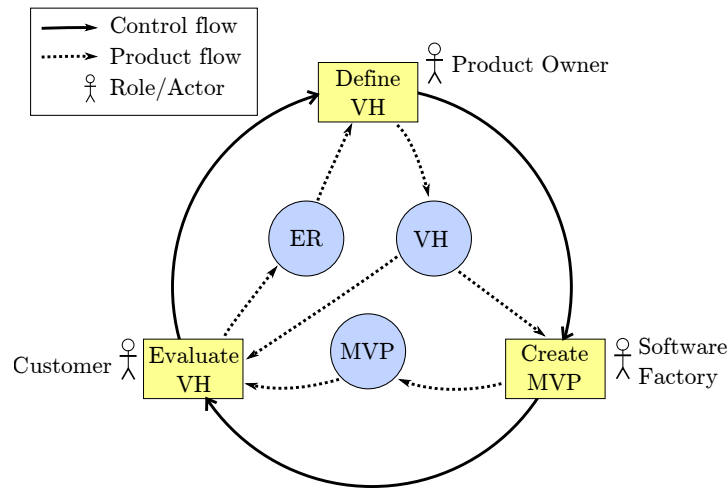 Control flow
Product flow
Role/Actor
Define
VH
Product Owner
ER
VH
MVP
Customer
Evaluate
VH
Create
MVP
Software
Factory